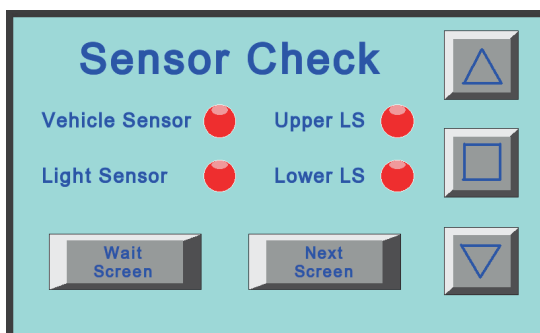 Sensor Check
Vehicle Sensor
Upper LS
Light Sensor
Lower LS
Wait
Screen
Next
Screen